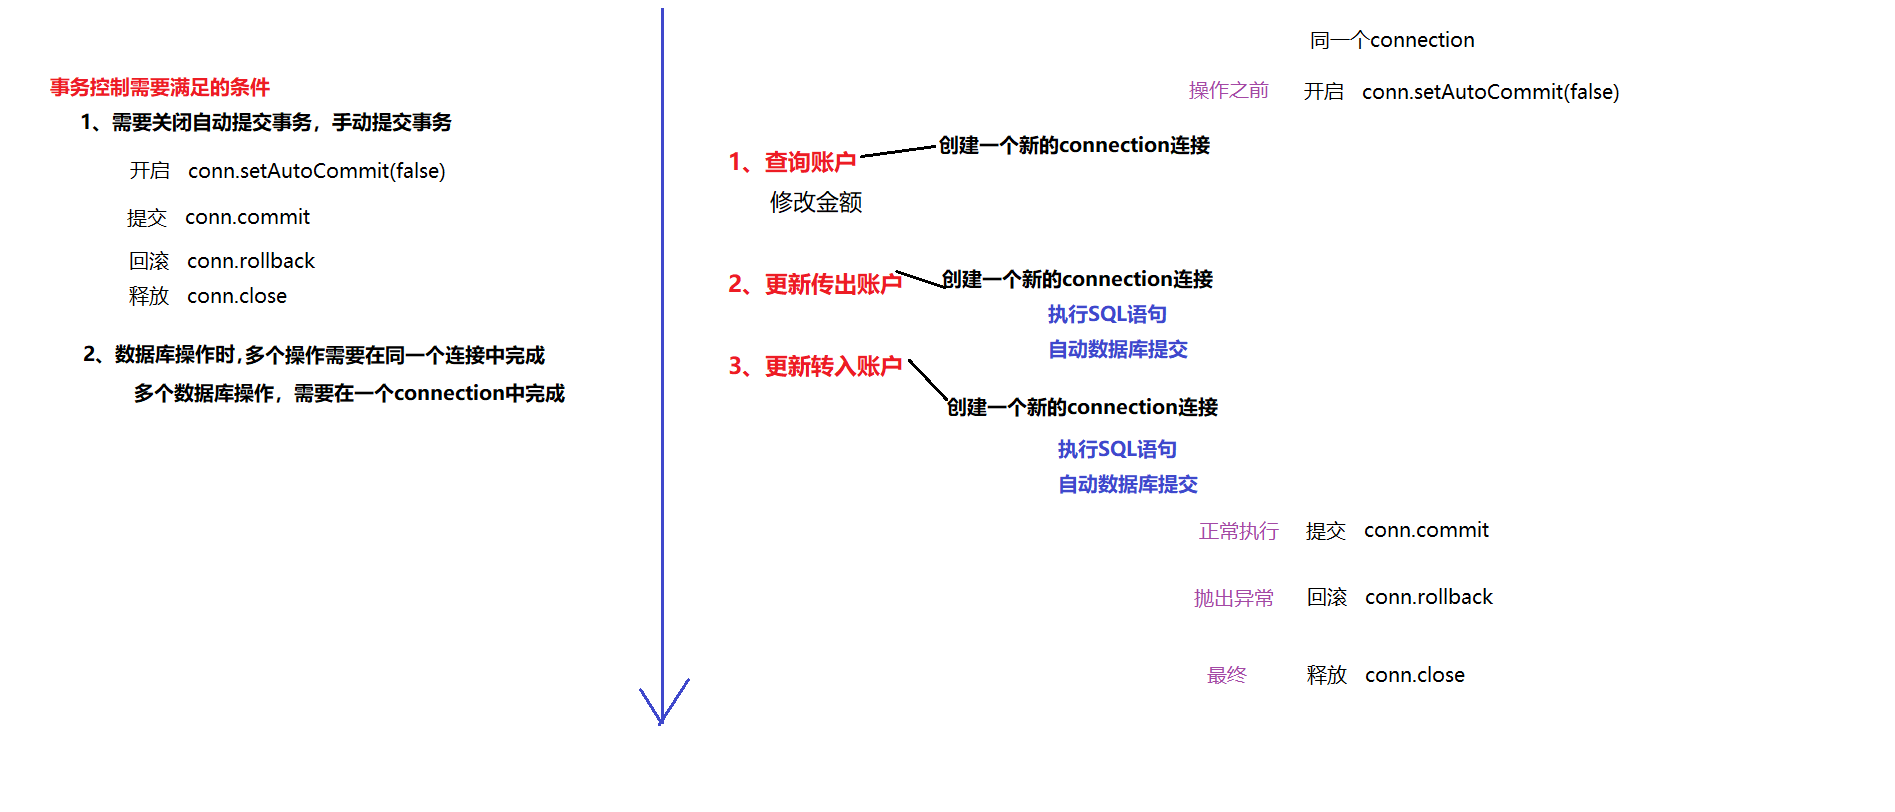 事务控制需要满足的条件
1、需要关闭自动提交事务，手动提交事务
开启 conn.setAutoCommit(false)
提交 conn.commit
回滚 conn.rollback
释放 conn.close
2、数据库操作时，多个操作需要在同一个连接中完成
多个数据库操作，需要在一个connection中完成
同一个connection
操作之前 开启 conn.setAutoCommit(false)
1、查询账户 创建一个新的connection连接
修改金额
2、更新传出账户 创建一个新的connection连接
执行SQL语句
自动数据库提交
3、更新转入账户
创建一个新的connection连接
执行SQL语句
自动数据库提交
正常执行 提交 conn.commit
抛出异常 回滚 conn.rollback
最终 释放 conn.close